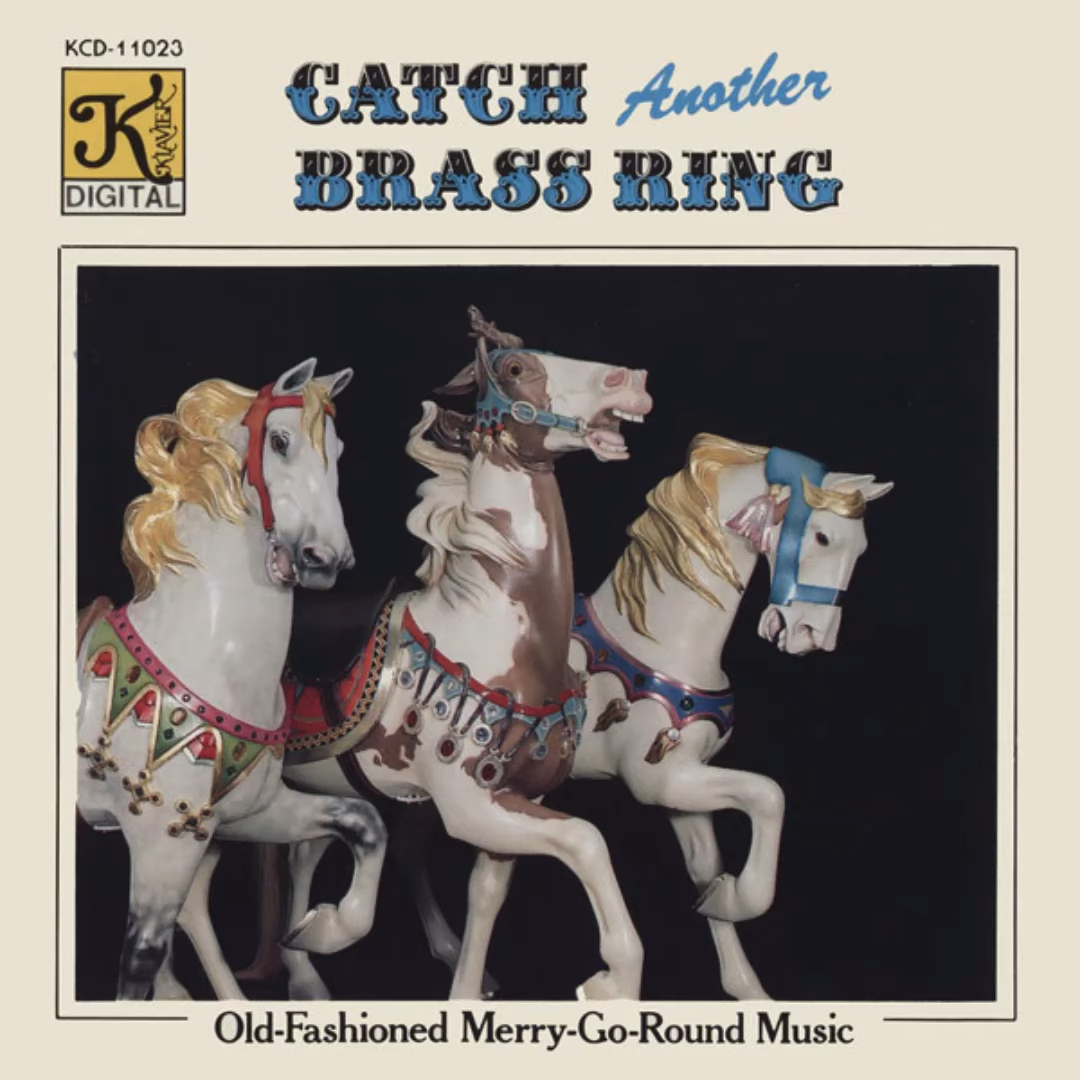 KCD-11023
K KLAVIER
DIGITAL
CATCH Another
BRASS RING
Old-Fashioned Merry-Go-Round Music